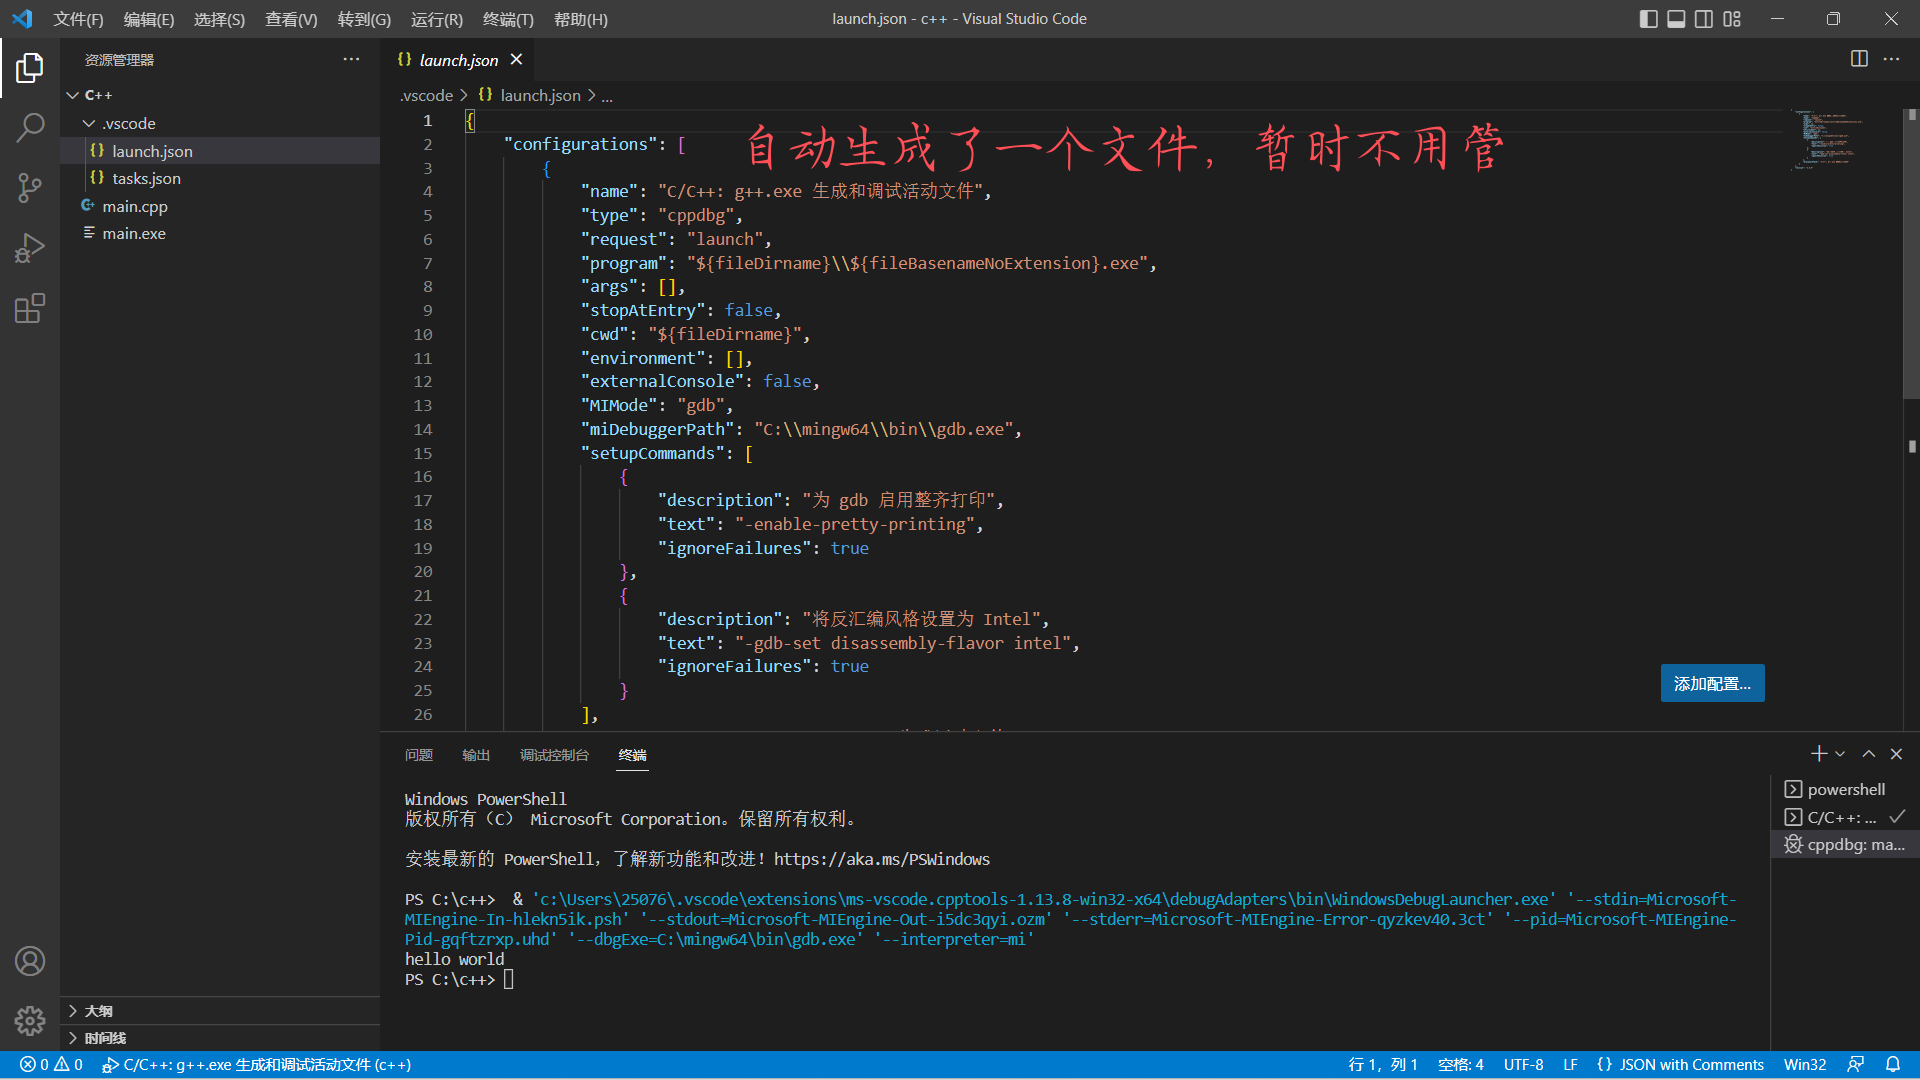 文件(F) 编辑(E) 选择(S) 查看(V) 转到(G) 运行(R) 终端(T) 帮助(H)
launch.json - c++ - Visual Studio Code
资源管理器
C++
.vscode
launch.json
tasks.json
main.cpp
main.exe
大纲
时间线
launch.json
.vscode > {} launch.json > ...
自动生成了一个文件，暂时不用管
1 {
2 "configurations": [
3 {
4 "name": "C/C++: g++.exe 生成和调试活动文件",
5 "type": "cppdbg",
6 "request": "launch",
7 "program": "${fileDirname}\\${fileBasenameNoExtension}.exe",
8 "args": [],
9 "stopAtEntry": false,
10 "cwd": "${fileDirname}",
11 "environment": [],
12 "externalConsole": false,
13 "MIMode": "gdb",
14 "miDebuggerPath": "C:\\mingw64\\bin\\gdb.exe",
15 "setupCommands": [
16 {
17 "description": "为 gdb 启用整齐打印",
18 "text": "-enable-pretty-printing",
19 "ignoreFailures": true
20 },
21 {
22 "description": "将反汇编风格设置为 Intel",
23 "text": "-gdb-set disassembly-flavor intel",
24 "ignoreFailures": true
25 }
26 ],
添加配置...
问题 输出 调试控制台 终端
Windows PowerShell
版权所有（C） Microsoft Corporation。保留所有权利。
安装最新的 PowerShell，了解新功能和改进！https://aka.ms/PSWindows
PS C:\c++>  & 'c:\Users\25076\.vscode\extensions\ms-vscode.cpptools-1.13.8-win32-x64\debugAdapters\bin\WindowsDebugLauncher.exe' '--stdin=Microsoft-
MIEngine-In-hlekn5ik.psh' '--stdout=Microsoft-MIEngine-Out-i5dc3qyi.ozm' '--stderr=Microsoft-MIEngine-Error-qyzkev40.3ct' '--pid=Microsoft-MIEngine-
Pid-gqftzrxp.uhd' '--dbgExe=C:\mingw64\bin\gdb.exe' '--interpreter=mi'
hello world
PS C:\c++>
powershell
C/C++: ...
cppdbg: ma...
0 0 C/C++: g++.exe 生成和调试活动文件 (c++)
行 1，列 1 空格: 4 UTF-8 LF {} JSON with Comments Win32